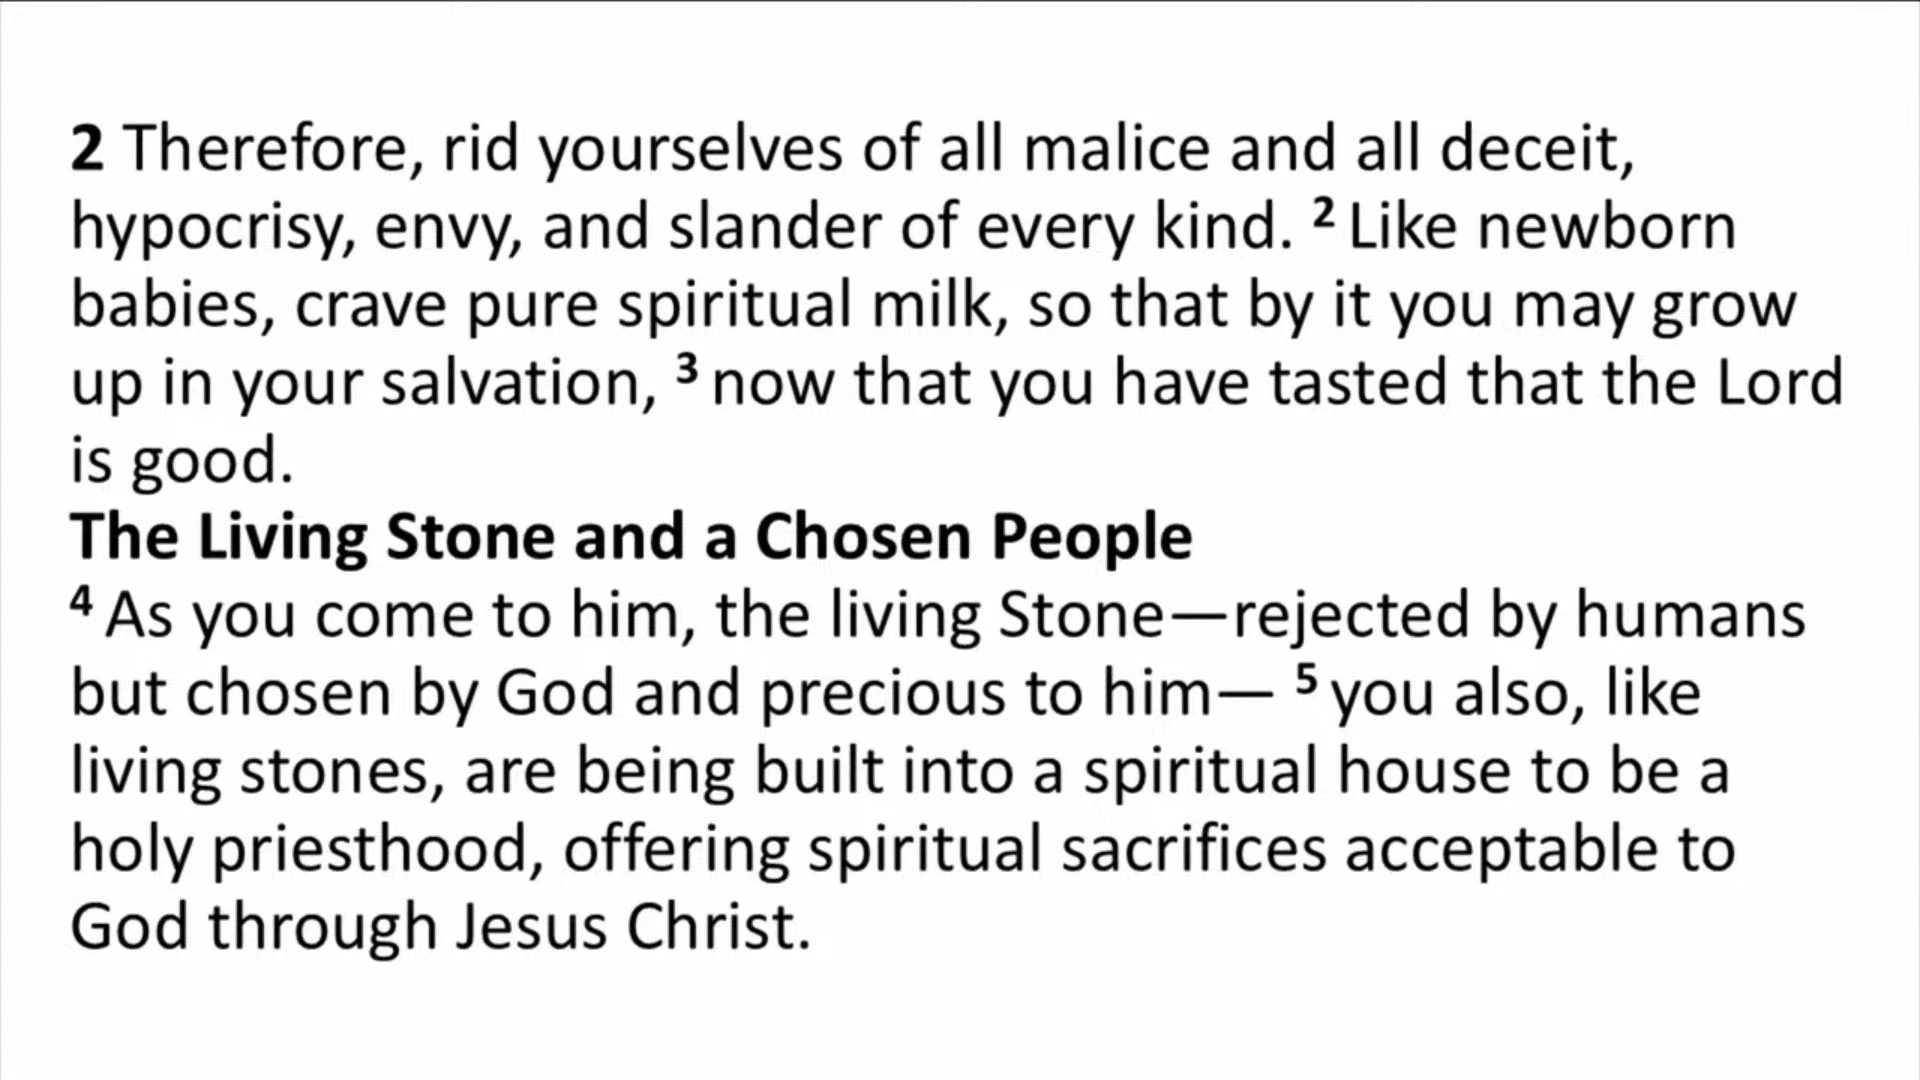 2 Therefore, rid yourselves of all malice and all deceit,
hypocrisy, envy, and slander of every kind. 2 Like newborn
babies, crave pure spiritual milk, so that by it you may grow
up in your salvation, 3 now that you have tasted that the Lord
is good.
The Living Stone and a Chosen People
4 As you come to him, the living Stone—rejected by humans
but chosen by God and precious to him— 5 you also, like
living stones, are being built into a spiritual house to be a
holy priesthood, offering spiritual sacrifices acceptable to
God through Jesus Christ.